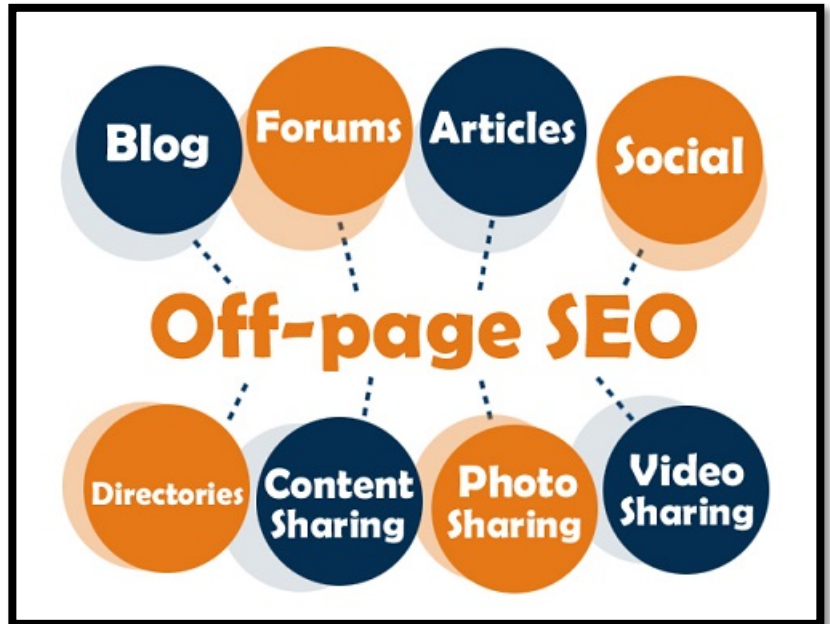 Blog
Forums
Articles
Social
Off-page SEO
Directories
Content
Sharing
Photo
Sharing
Video
Sharing